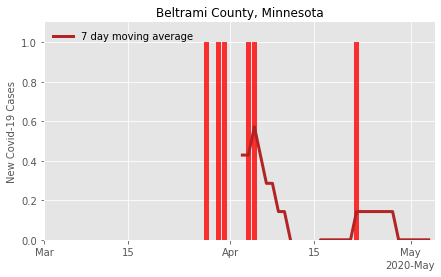 Beltrami County, Minnesota
7 day moving average
New Covid-19 Cases
1.0
0.8
0.6
0.4
0.2
0.0
Mar
15
Apr
15
May
2020-May